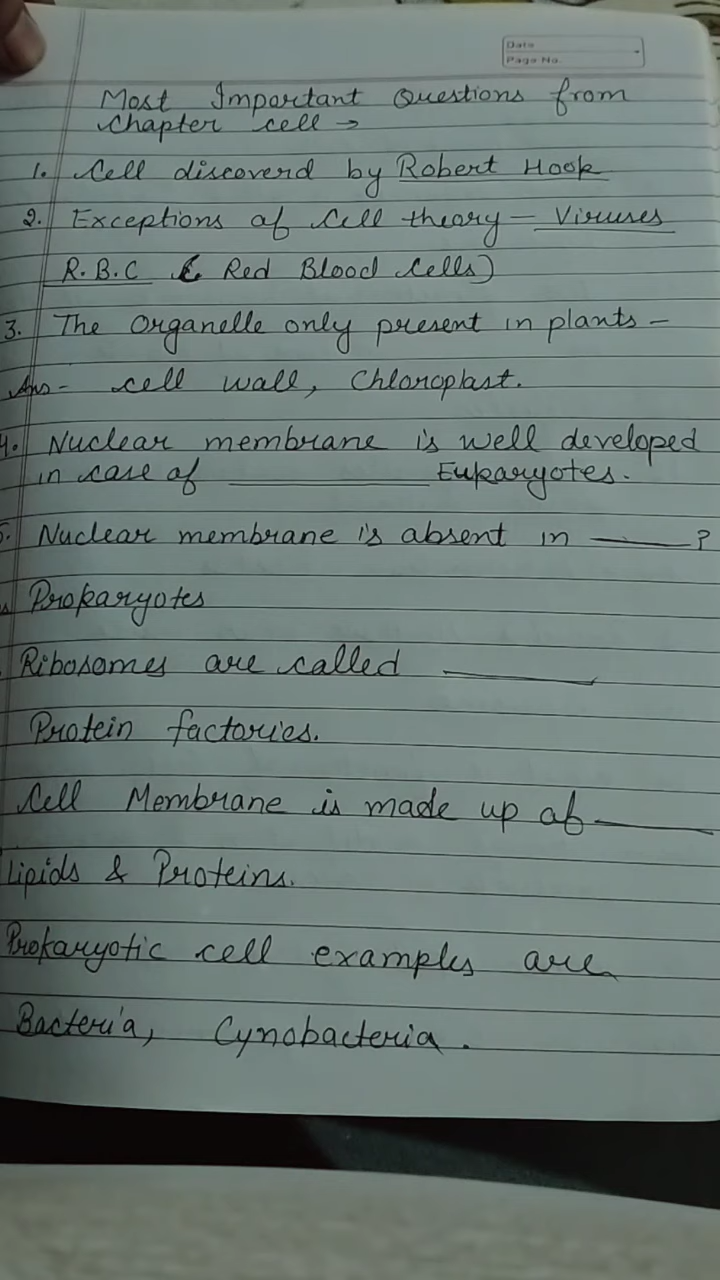 Date
Page No.
Most Important Questions from
Chapter cell →
1. Cell discoverd by Robert Hook
2. Exceptions of Cell theory - Viruses
R.B.C ( Red Blood Cells)
3. The Organelle only present in plants -
Ans- cell wall, Chloroplast.
4. Nuclear membrane is well developed
in case of __________ Eukaryotes.
5. Nuclear membrane is absent in _____ ?
Prokaryotes
Ribosomes are called ________
Protein factories.
Cell Membrane is made up of ______
Lipids & Proteins.
Prokaryotic cell examples are
Bacteria, Cynobacteria.